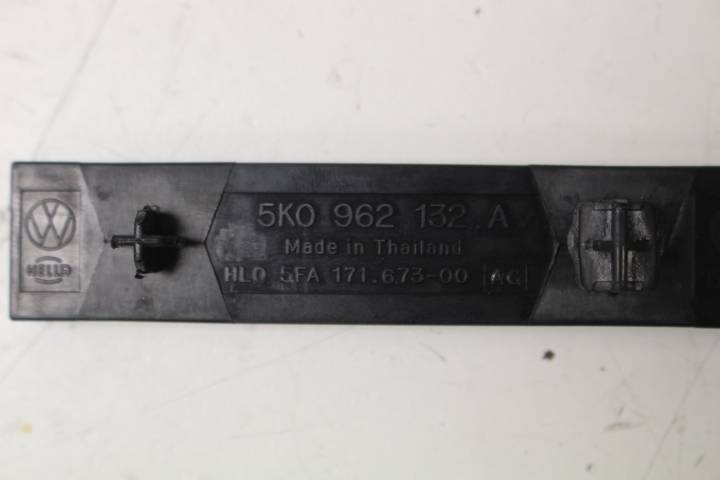 HELLA
5K0 962 132 A
Made in Thailand
HLO 5FA 171.673-00 AG